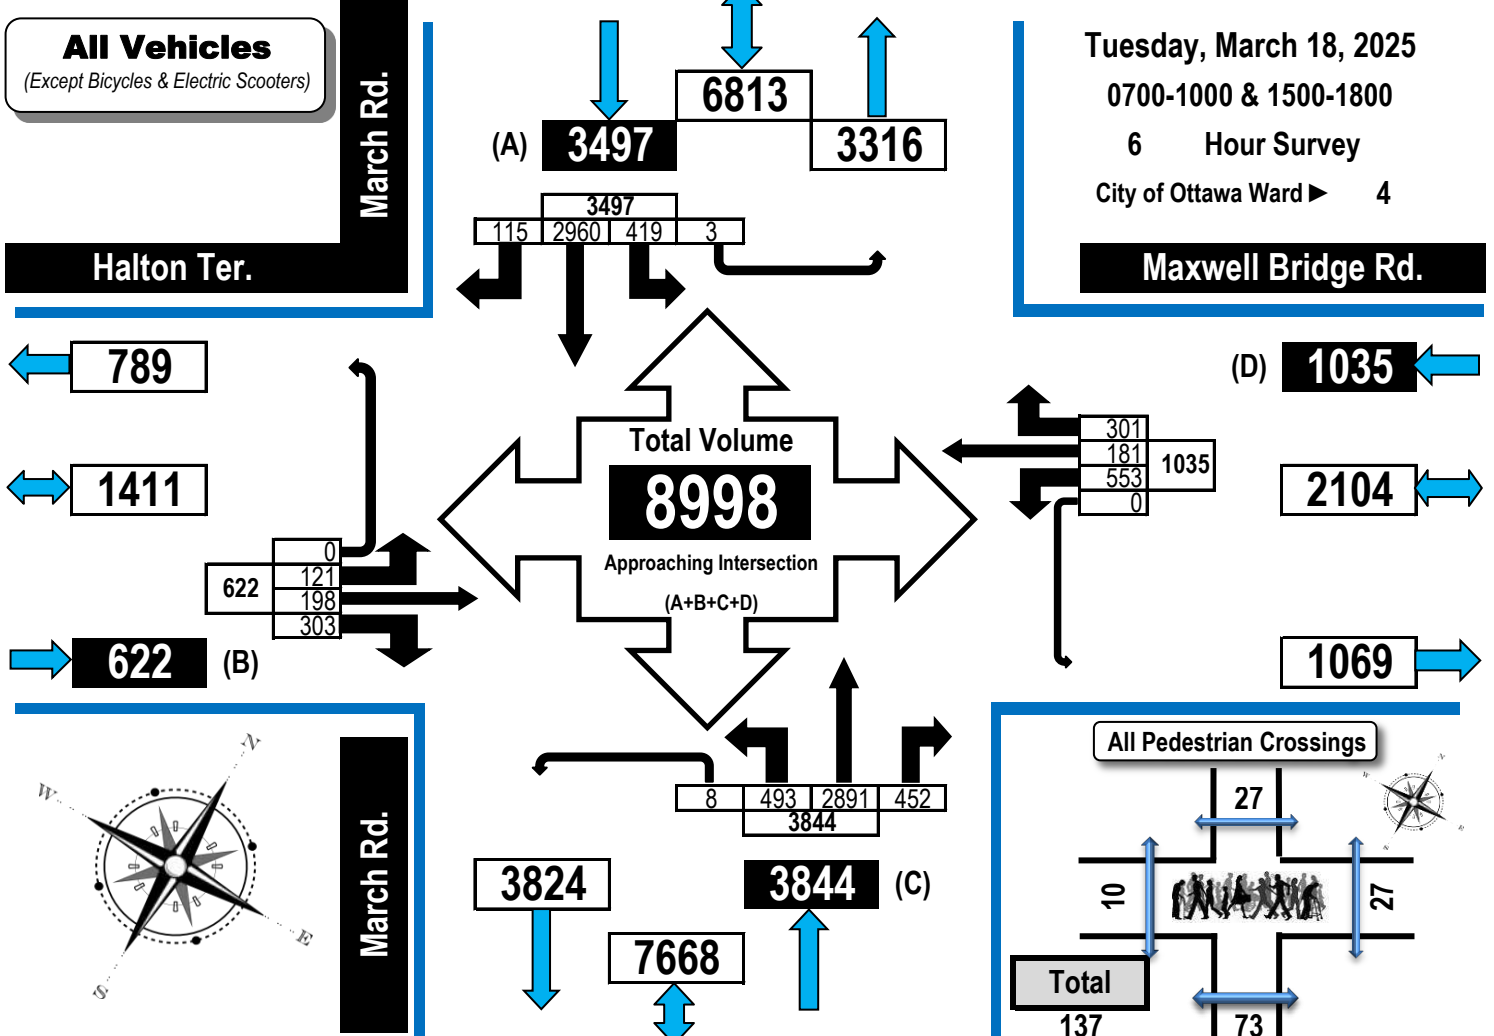 All Vehicles
(Except Bicycles & Electric Scooters)
March Rd.
Halton Ter.
Tuesday, March 18, 2025
0700-1000 & 1500-1800
6 Hour Survey
City of Ottawa Ward ► 4
Maxwell Bridge Rd.
6813
(A) 3497
3316
3497
115 2960 419 3
789
1411
0
121
198
303
622
622 (B)
Total Volume
8998
Approaching Intersection
(A+B+C+D)
(D) 1035
301
181
553
0
1035
2104
1069
8 493 2891 452
3844
3824
3844 (C)
7668
March Rd.
N
W
E
S
All Pedestrian Crossings
N
W
E
S
27
10
27
73
Total
137